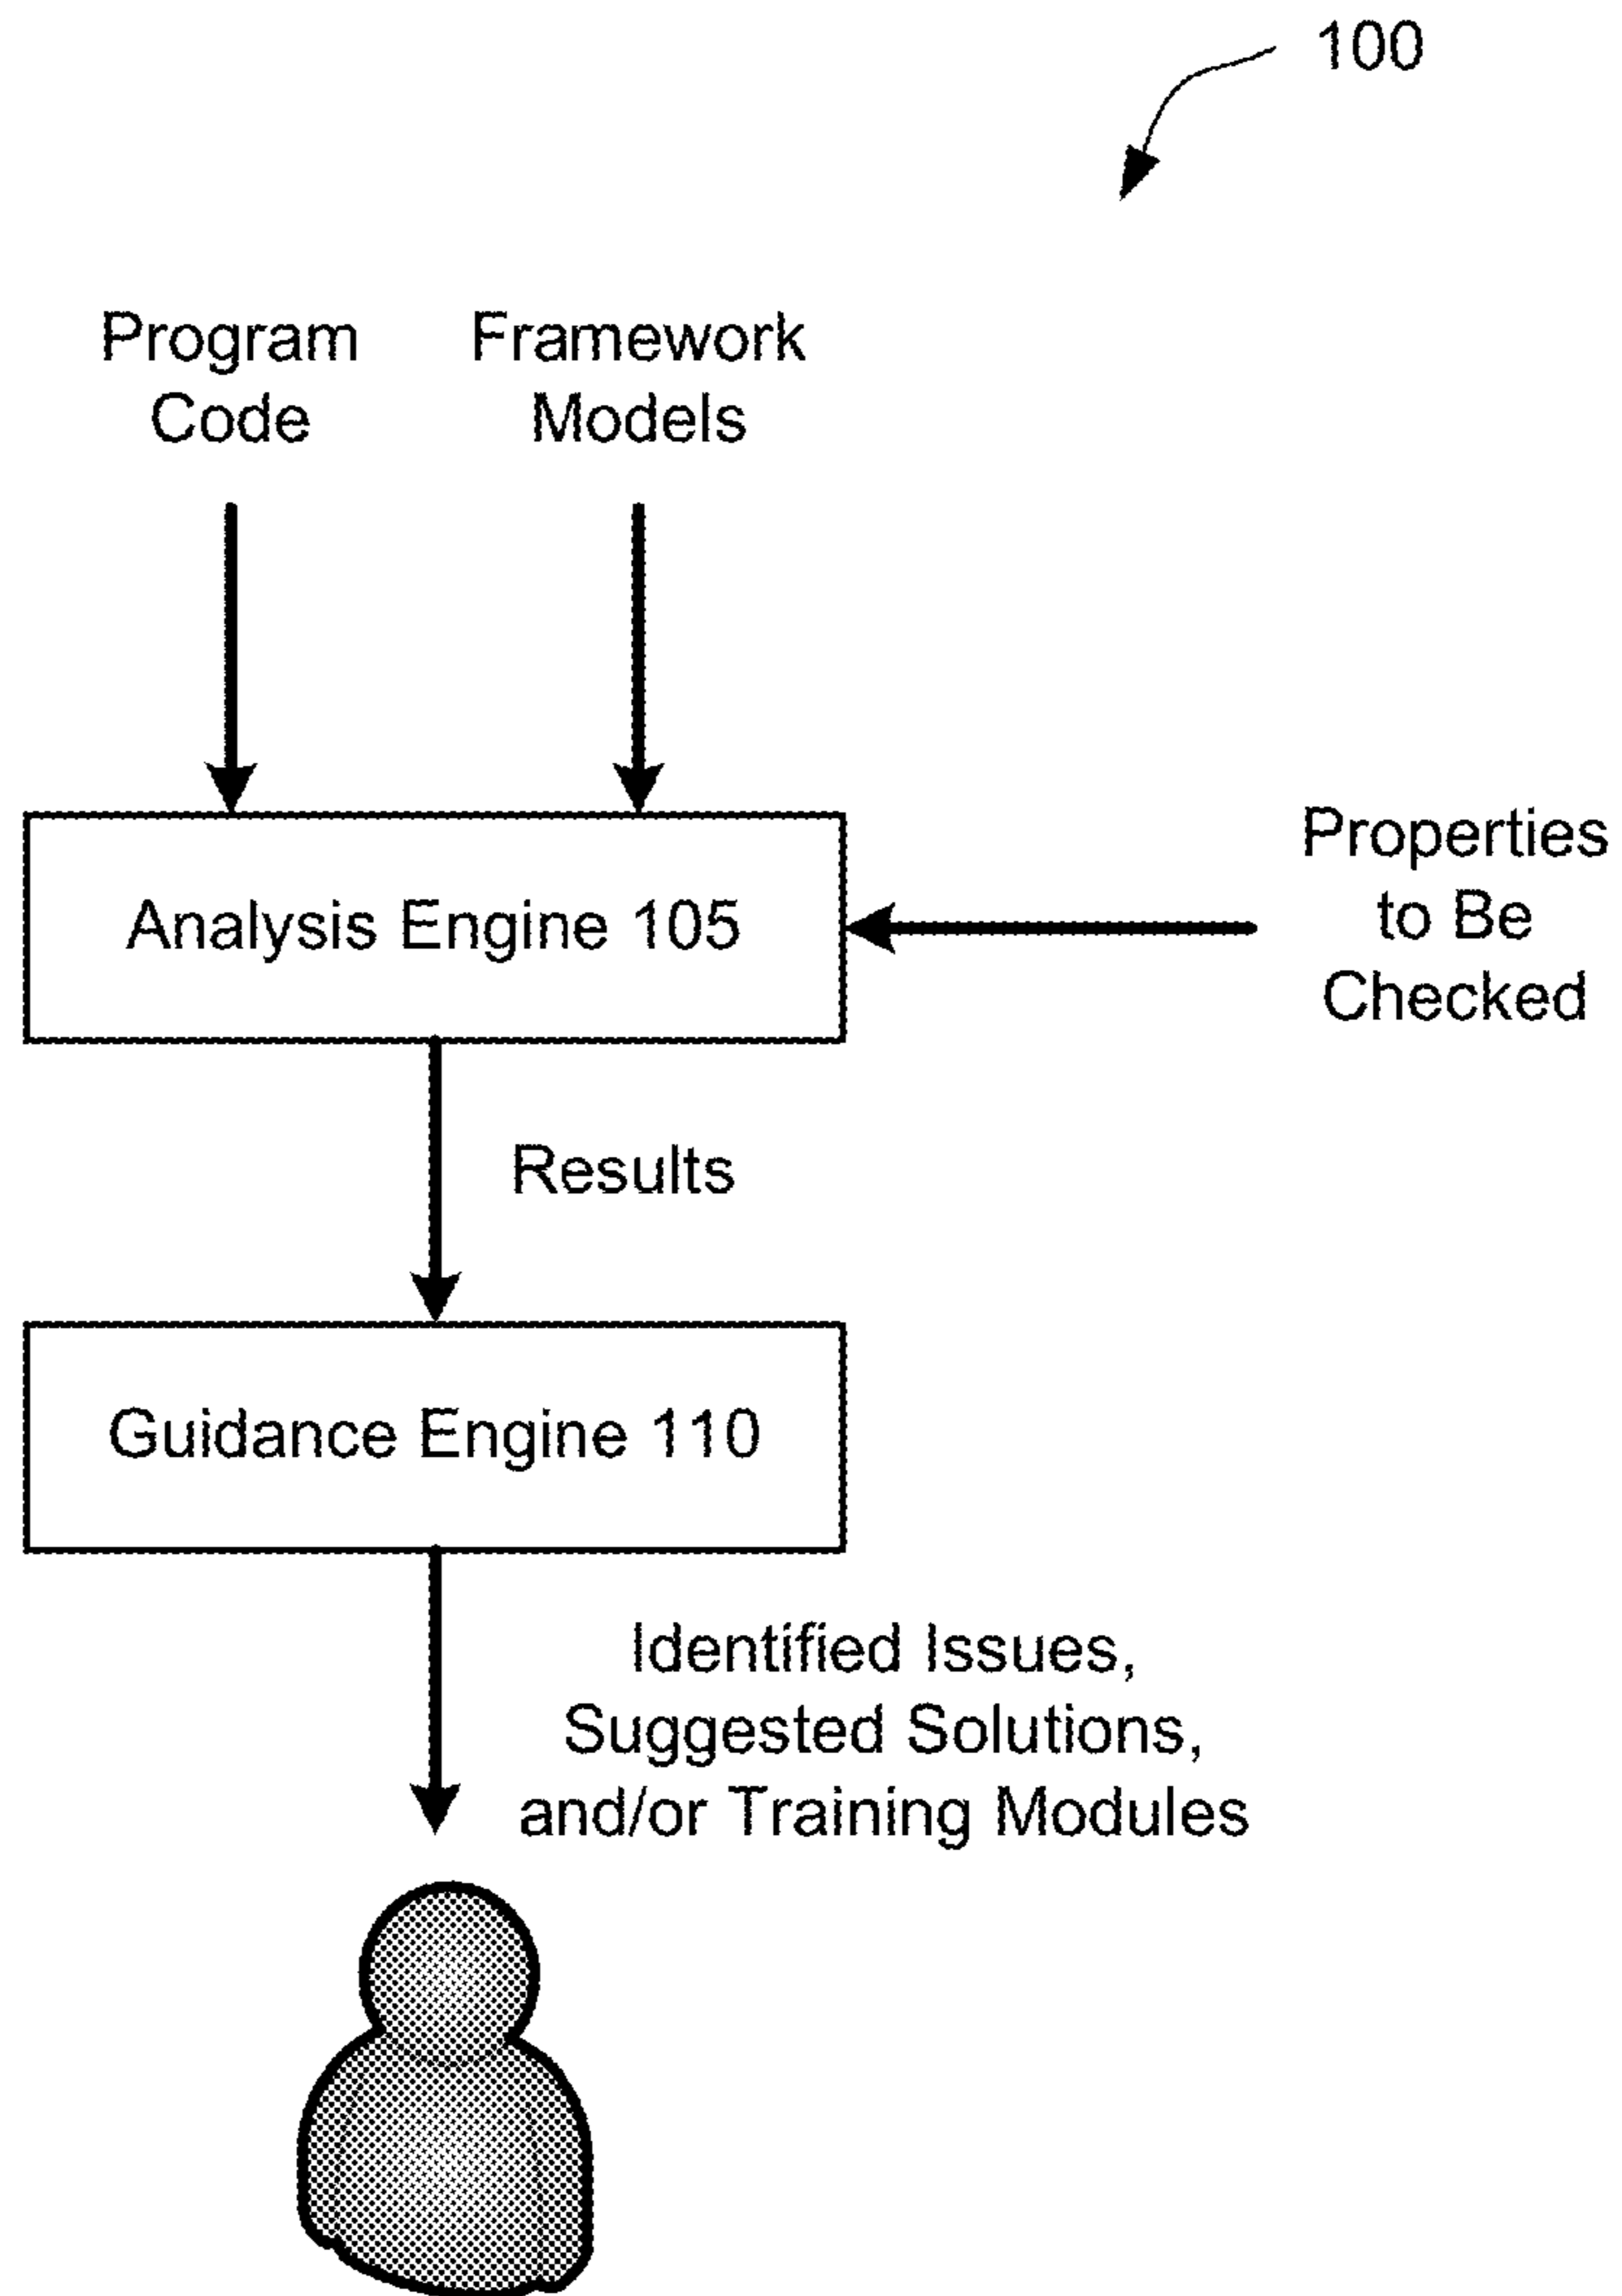 100
Program
Code
Framework
Models
Analysis Engine 105
Properties
to Be
Checked
Results
Guidance Engine 110
Identified Issues,
Suggested Solutions,
and/or Training Modules